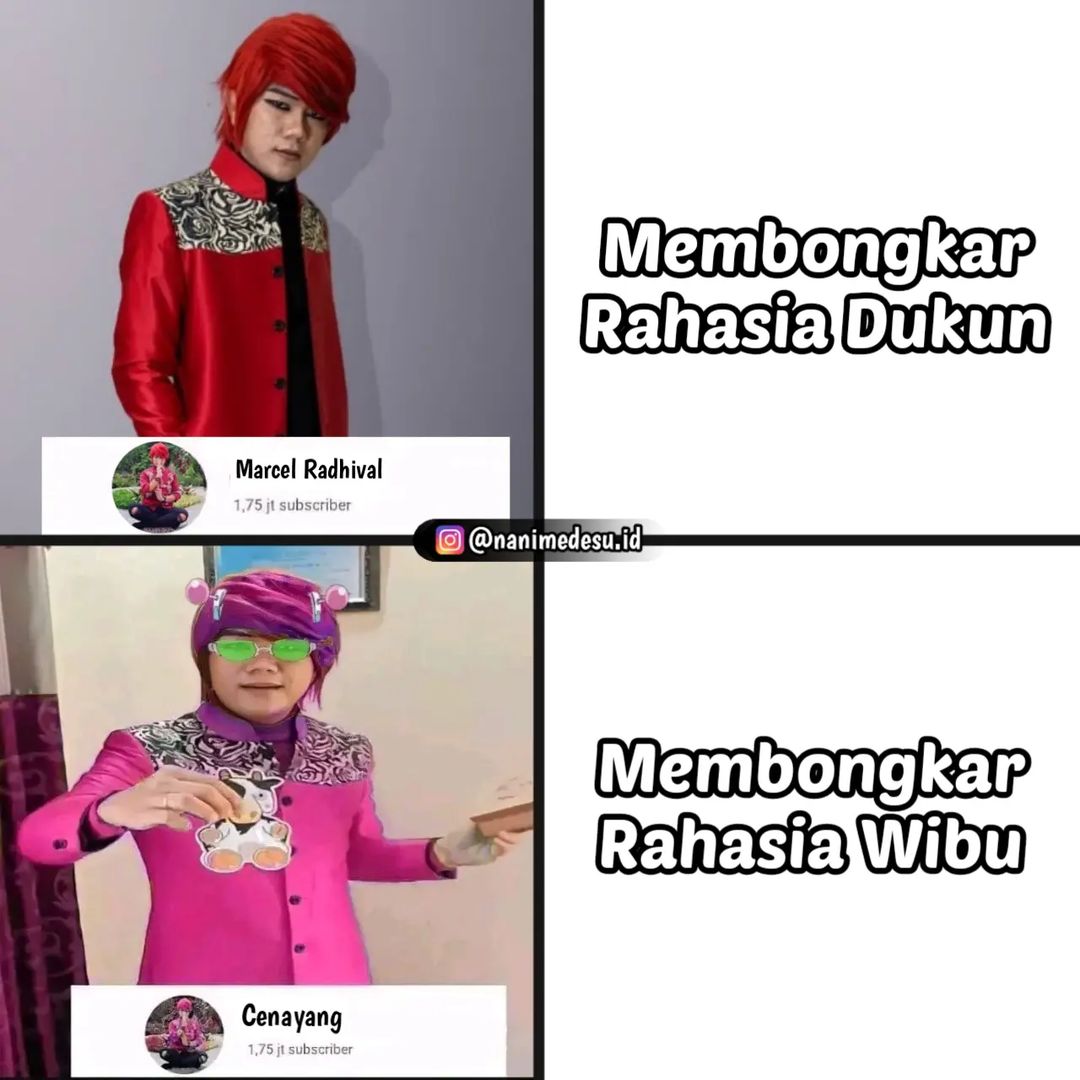 Membongkar
Rahasia Dukun
Marcel Radhival
1,75 jt subscriber
@nanimedesu.id
Membongkar
Rahasia Wibu
Cenayang
1,75 jt subscriber